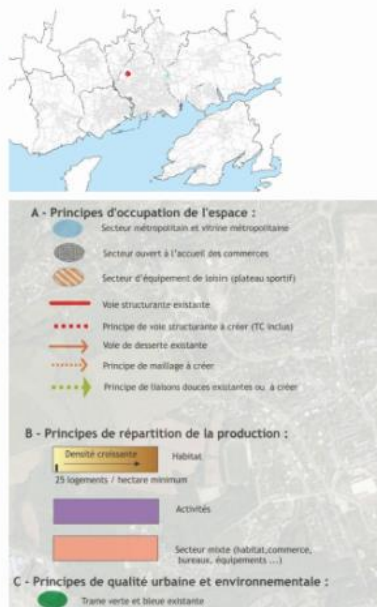 A - Principes d'occupation de l'espace :
Secteur métropolitain et vitrine métropolitaine
Secteur ouvert à l'accueil des commerces
Secteur d'équipement de loisirs (plateau sportif)
Voie structurante existante
Principe de voie structurante à créer (TC inclus)
Voie de desserte existante
Principe de maillage à créer
Principe de liaisons douces existantes ou à créer
B - Principes de répartition de la production :
Densité croissante
Habitat
25 logements / hectare minimum
Activités
Secteur mixte (habitat,commerce,
bureaux, équipements ...)
C - Principes de qualité urbaine et environnementale :
Trame verte et bleue existante